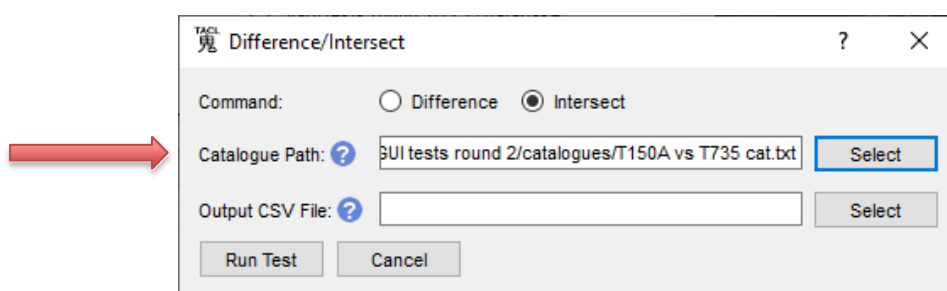 TACL
鬼 Difference/Intersect ? ×
Command: Difference Intersect
Catalogue Path: ? GUI tests round 2/catalogues/T150A vs T735 cat.txt Select
Output CSV File: ? Select
Run Test Cancel